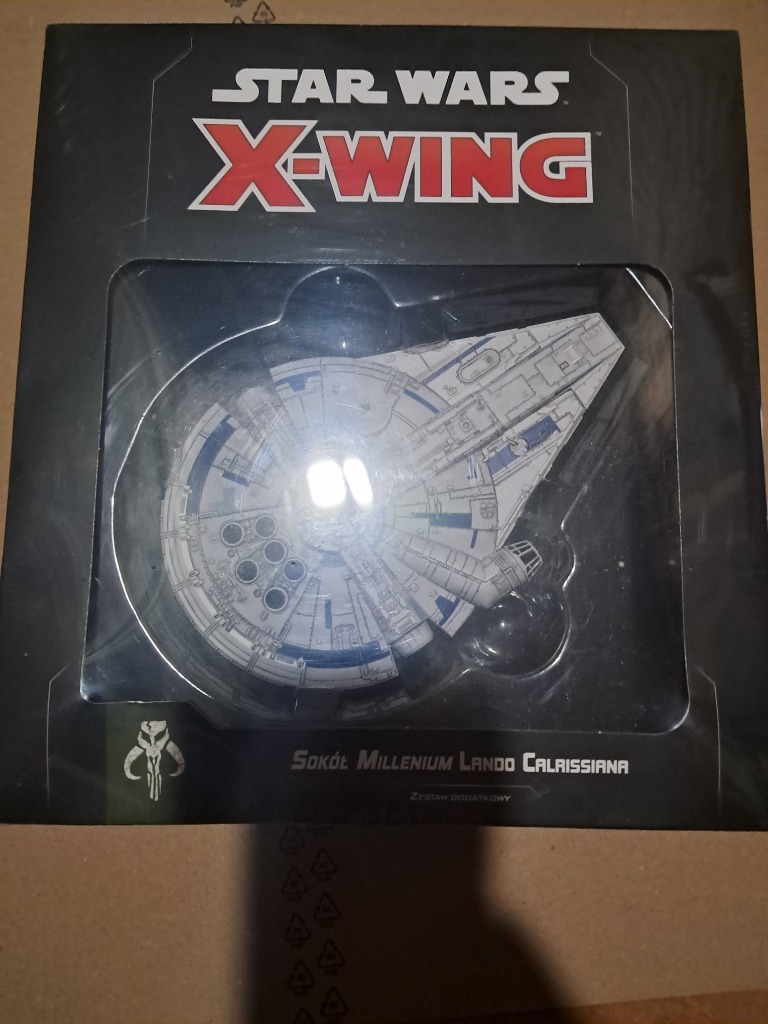 STAR WARS
X-WING
SOKÓŁ MILLENIUM LANDO CALRISSIANA
ZESTAW DODATKOWY